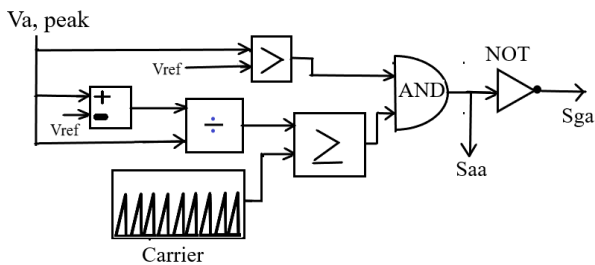 Va, peak
Vref
>
NOT
AND
+
-
Vref
÷
≥
Sga
Saa
Carrier